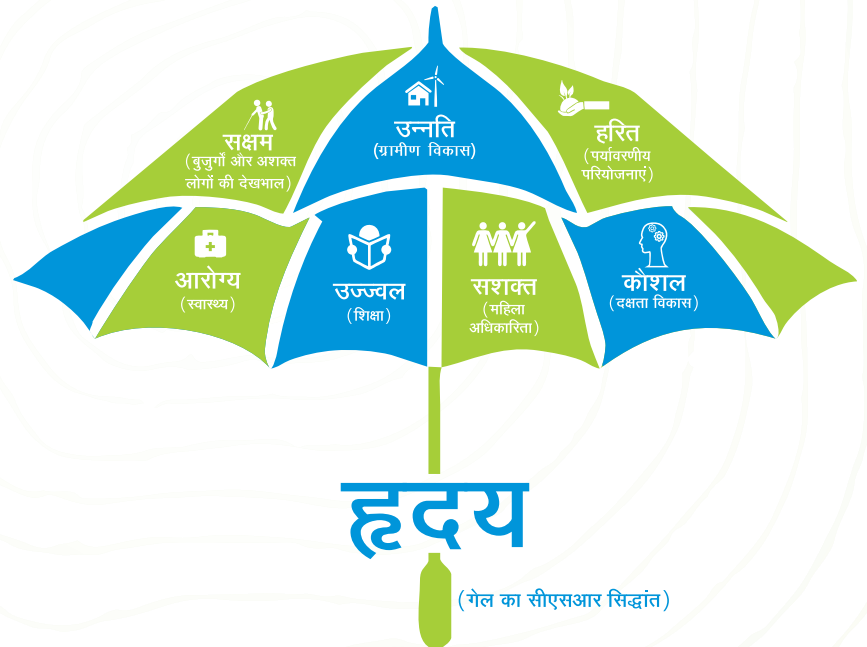 सक्षम
(बुजुर्गों और अशक्त
लोगों की देखभाल)
उन्नति
(ग्रामीण विकास)
हरित
(पर्यावरणीय
परियोजनाएं)
आरोग्य
(स्वास्थ्य)
उज्ज्वल
(शिक्षा)
सशक्त
(महिला
अधिकारिता)
कौशल
(दक्षता विकास)
हृदय
(गेल का सीएसआर सिद्धांत)